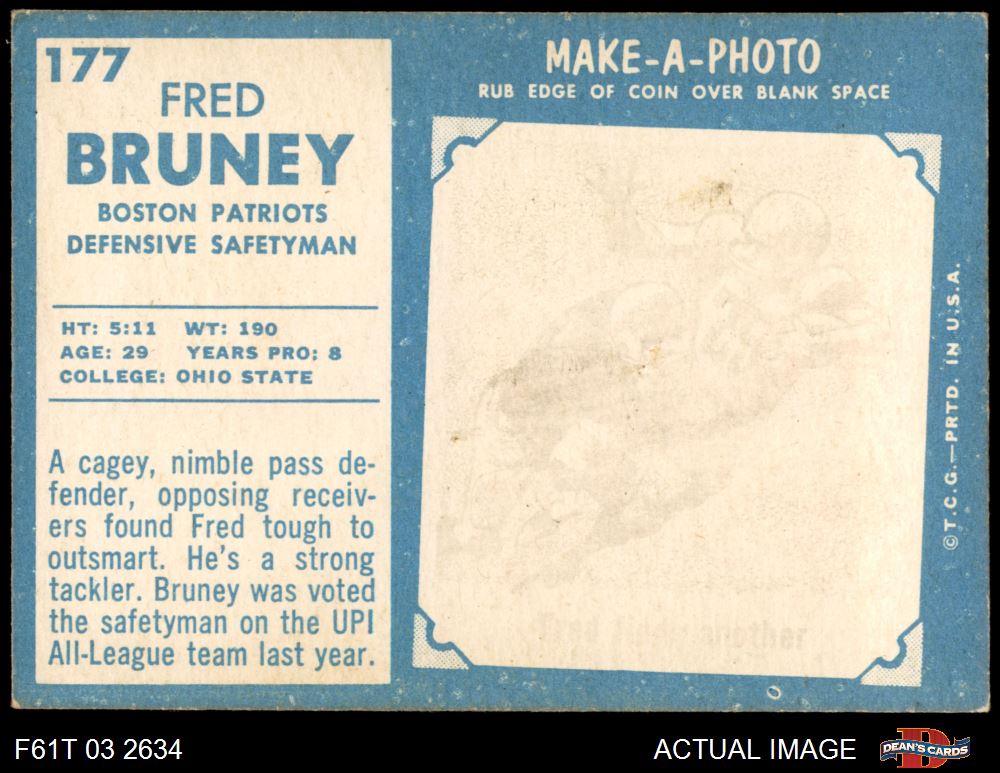 177
FRED
BRUNEY
BOSTON PATRIOTS
DEFENSIVE SAFETYMAN
HT: 5:11 WT: 190
AGE: 29 YEARS PRO: 8
COLLEGE: OHIO STATE
A cagey, nimble pass de-
fender, opposing receiv-
ers found Fred tough to
outsmart. He's a strong
tackler. Bruney was voted
the safetyman on the UPI
All-League team last year.
MAKE-A-PHOTO
RUB EDGE OF COIN OVER BLANK SPACE
Fred another
©T.C.G.—PRTD. IN U.S.A.
F61T 03 2634
ACTUAL IMAGE
DEAN'S CARDS